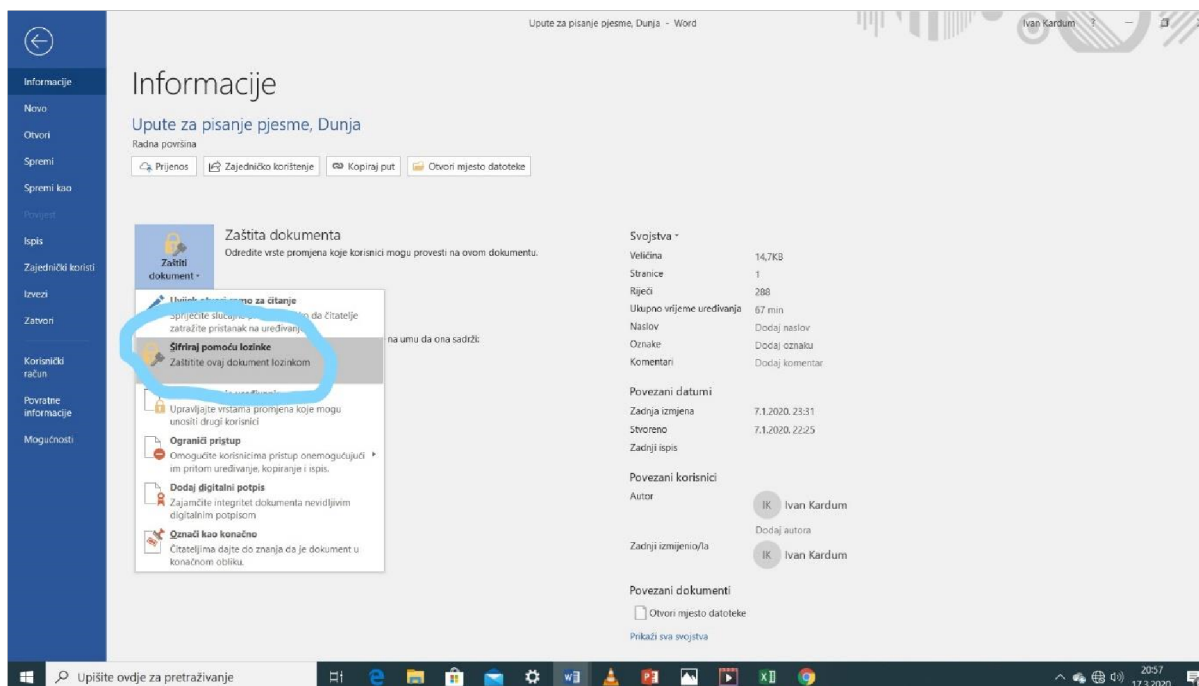 Upute za pisanje pjesme, Dunja - Word
Ivan Kardum ?
Informacije
Novo
Otvori
Spremi
Spremi kao
Povijest
Ispis
Zajednički koristi
Izvezi
Zatvori
Korisnički
račun
Povratne
informacije
Mogućnosti
Informacije
Upute za pisanje pjesme, Dunja
Radna površina
Prijenos
Zajedničko korištenje
Kopiraj put
Otvori mjesto datoteke
Zaštiti
dokument
Zaštita dokumenta
Odredite vrste promjena koje korisnici mogu provesti na ovom dokumentu.
samo za čitanje
da čitatelje
zatražite pristanak na
na umu da ona sadrži:
Šifriraj pomoću lozinke
Zaštitite ovaj dokument lozinkom
Upravljajte vrstama promjena koje mogu
unositi drugi korisnici
Ograniči pristup
Omogućite korisnicima pristup onemogućujući
im pritom uređivanje, kopiranje i ispis.
Dodaj digitalni potpis
Zajamčite integritet dokumenta nevidljivim
digitalnim potpisom
Označi kao konačno
Čitateljima dajte do znanja da je dokument u
konačnom obliku.
Svojstva
Veličina 14,7KB
Stranice 1
Riječi 288
Ukupno vrijeme uređivanja 67 min
Naslov Dodaj naslov
Oznake Dodaj oznaku
Komentari Dodaj komentar
Povezani datumi
Zadnja izmjena 7.1.2020. 23:31
Stvoreno 7.1.2020. 22:25
Zadnji ispis
Povezani korisnici
Autor IK Ivan Kardum
Dodaj autora
Zadnji izmijenio/la IK Ivan Kardum
Povezani dokumenti
Otvori mjesto datoteke
Prikaži sva svojstva
Upišite ovdje za pretraživanje
20:57
17.3.2020.